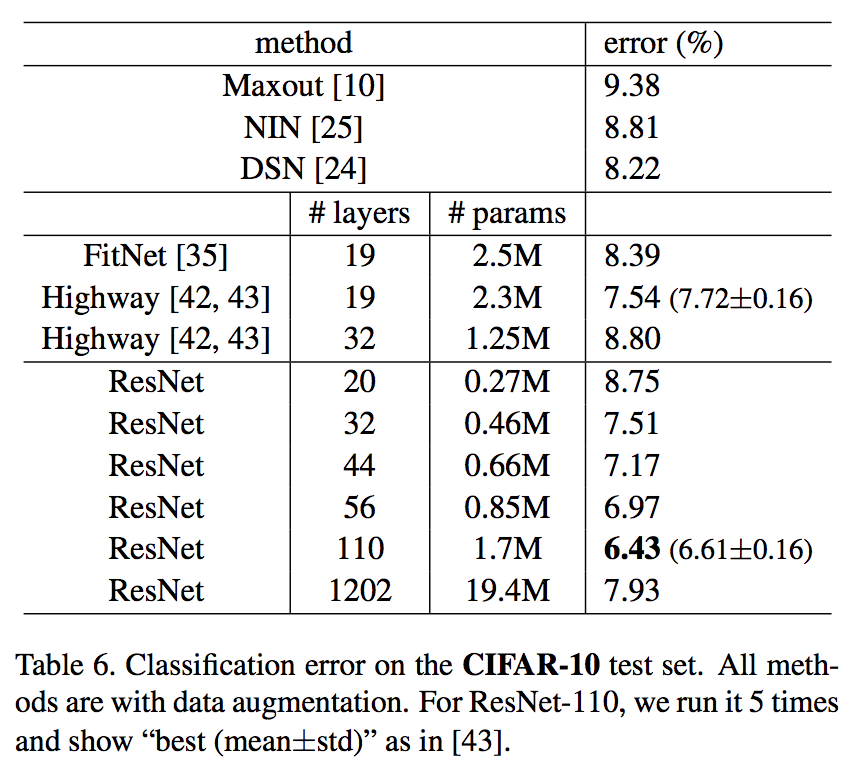 method error (%)
Maxout [10] 9.38
NIN [25] 8.81
DSN [24] 8.22
# layers # params
FitNet [35] 19 2.5M 8.39
Highway [42, 43] 19 2.3M 7.54 (7.72±0.16)
Highway [42, 43] 32 1.25M 8.80
ResNet 20 0.27M 8.75
ResNet 32 0.46M 7.51
ResNet 44 0.66M 7.17
ResNet 56 0.85M 6.97
ResNet 110 1.7M 6.43 (6.61±0.16)
ResNet 1202 19.4M 7.93
Table 6. Classification error on the CIFAR-10 test set. All meth-
ods are with data augmentation. For ResNet-110, we run it 5 times
and show “best (mean±std)” as in [43].